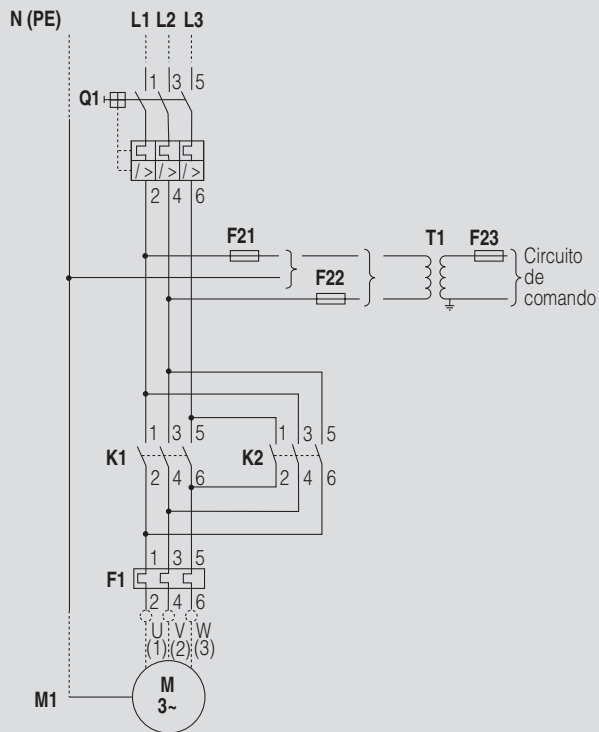 N (PE) L1 L2 L3
1 3 5
Q1
/> /> />
2 4 6
F21 T1 F23
F22
Circuito
de
comando
1 3 5 1 3 5
K1 K2
2 4 6 2 4 6
1 3 5
F1
2 4 6
U V W
(1) (2) (3)
M
3~
M1